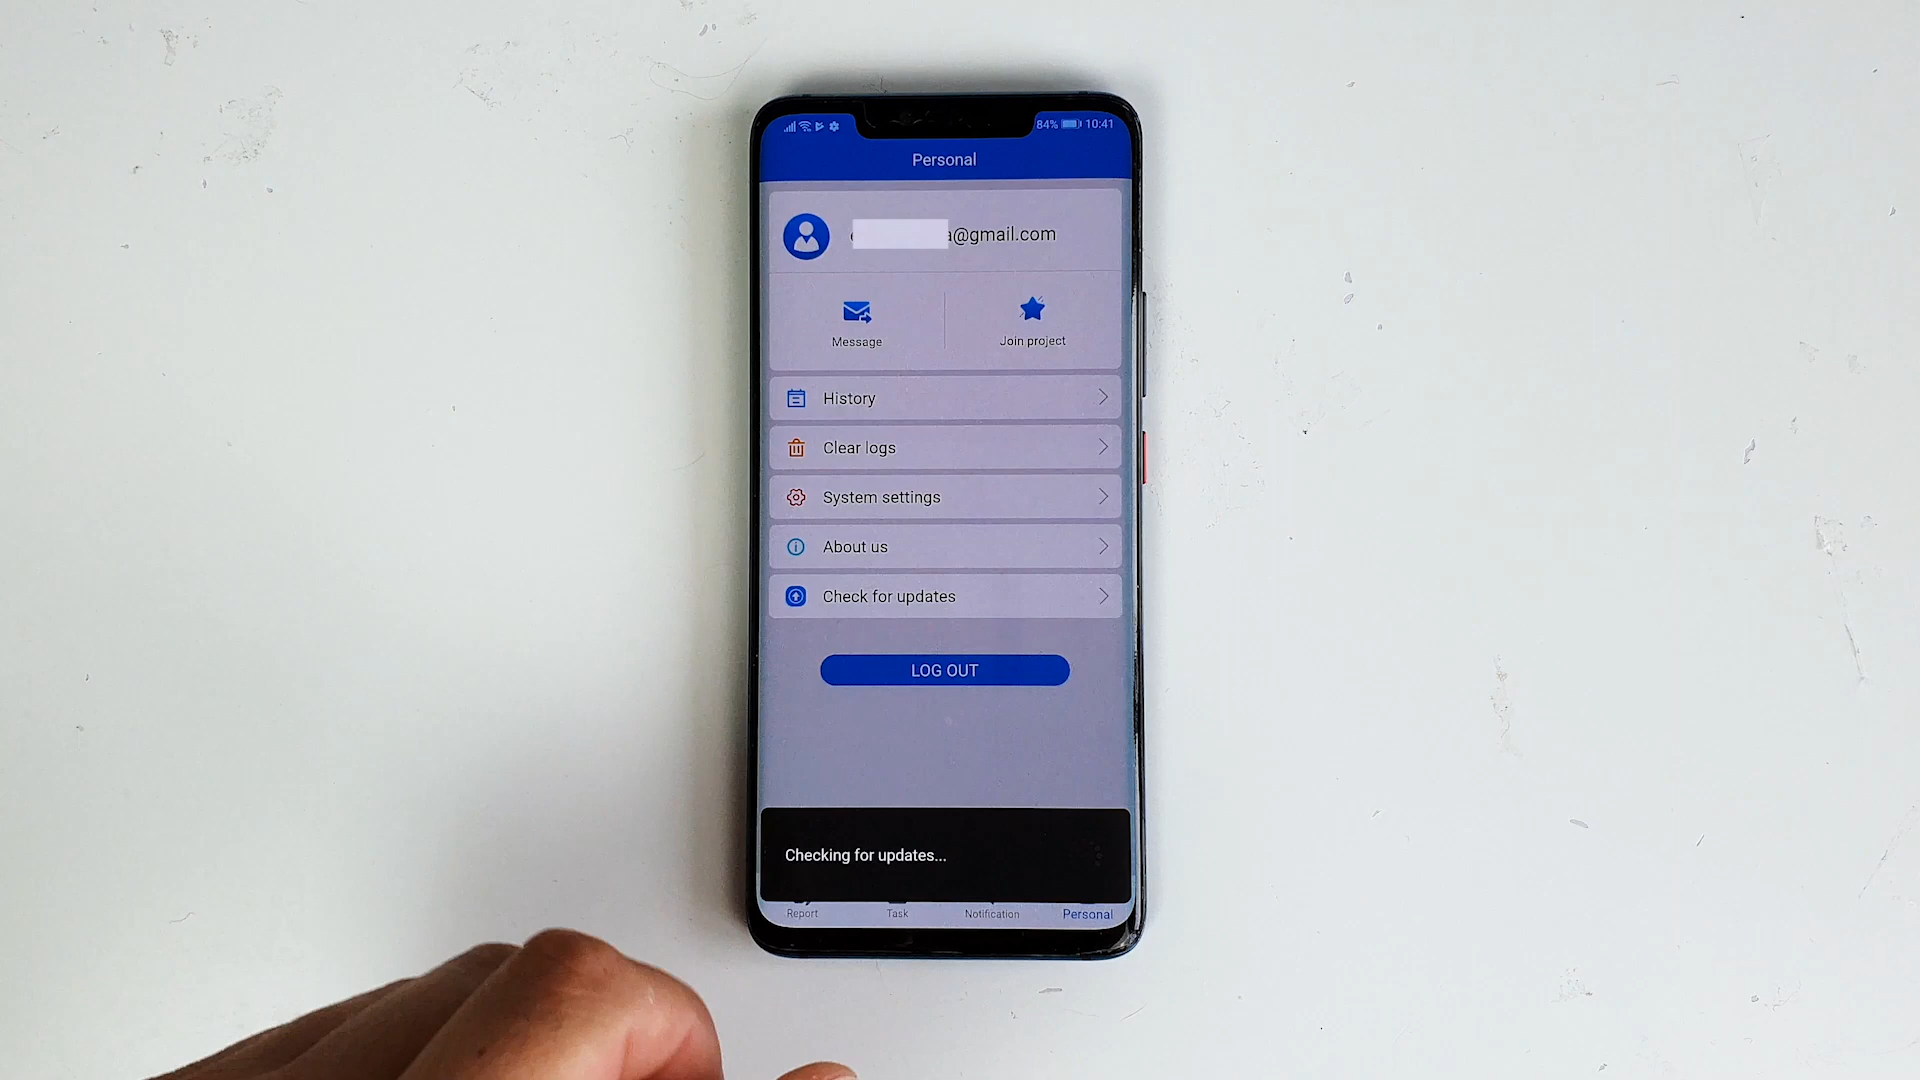 84% 10:41
Personal
a@gmail.com
Message
Join project
History
Clear logs
System settings
About us
Check for updates
LOG OUT
Checking for updates...
Report
Task
Notification
Personal